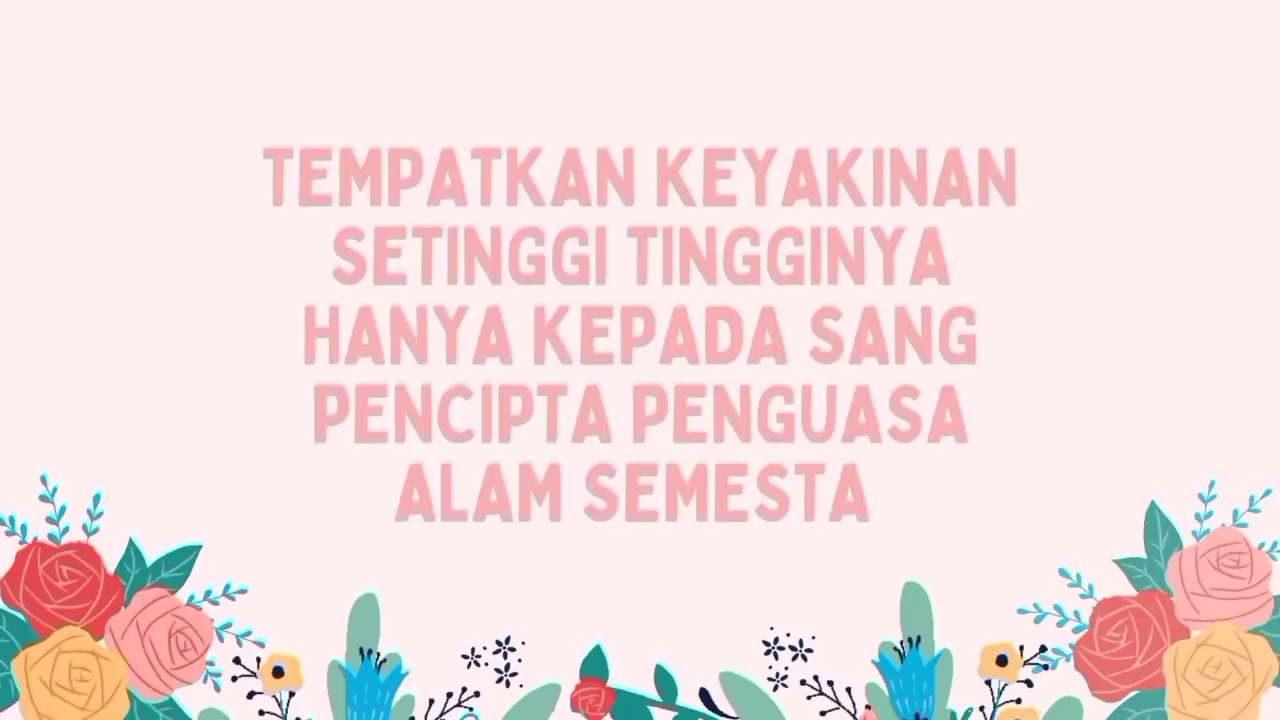 TEMPATKAN KEYAKINAN
SETINGGI TINGGINYA
HANYA KEPADA SANG
PENCIPTA PENGUASA
ALAM SEMESTA